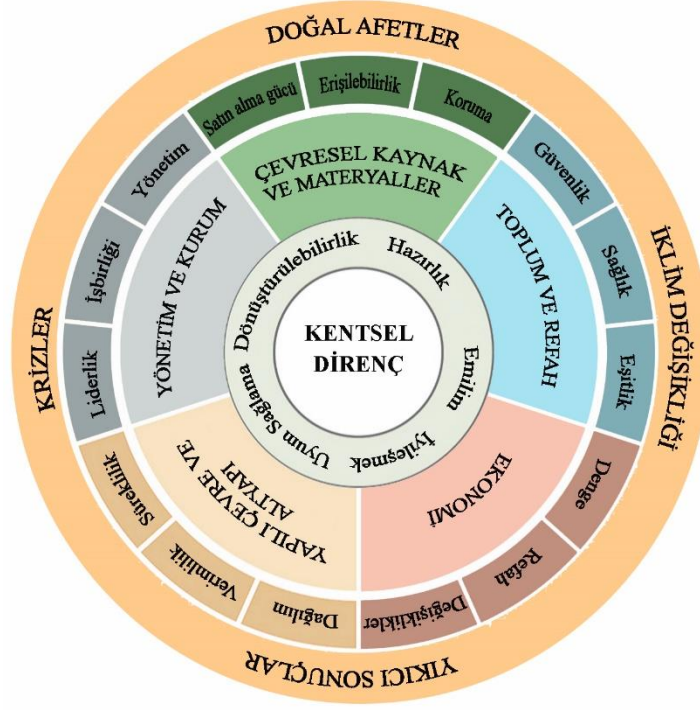 DOĞAL AFETLER
İKLİM DEĞİŞIKLİĞİ
YIKICI SONUÇLAR
KRİZLER
Satın alma gücü
Erişilebilirlik
Koruma
Güvenlik
Sağlık
Eşitlik
Denge
Refah
Değişiklikler
Dağılım
Verimlilik
Süreklilik
Liderlik
İşbirliği
Yönetim
ÇEVRESEL KAYNAK
VE MATERYALLER
TOPLUM VE REFAH
EKONOMİ
YAPILI ÇEVRE VE
ALTYAPI
YÖNETİM VE KURUM
Hazırlık
Emilim
İyileşmek
Uyum Sağlama
Dönüştürülebilirlik
KENTSEL
DİRENÇ